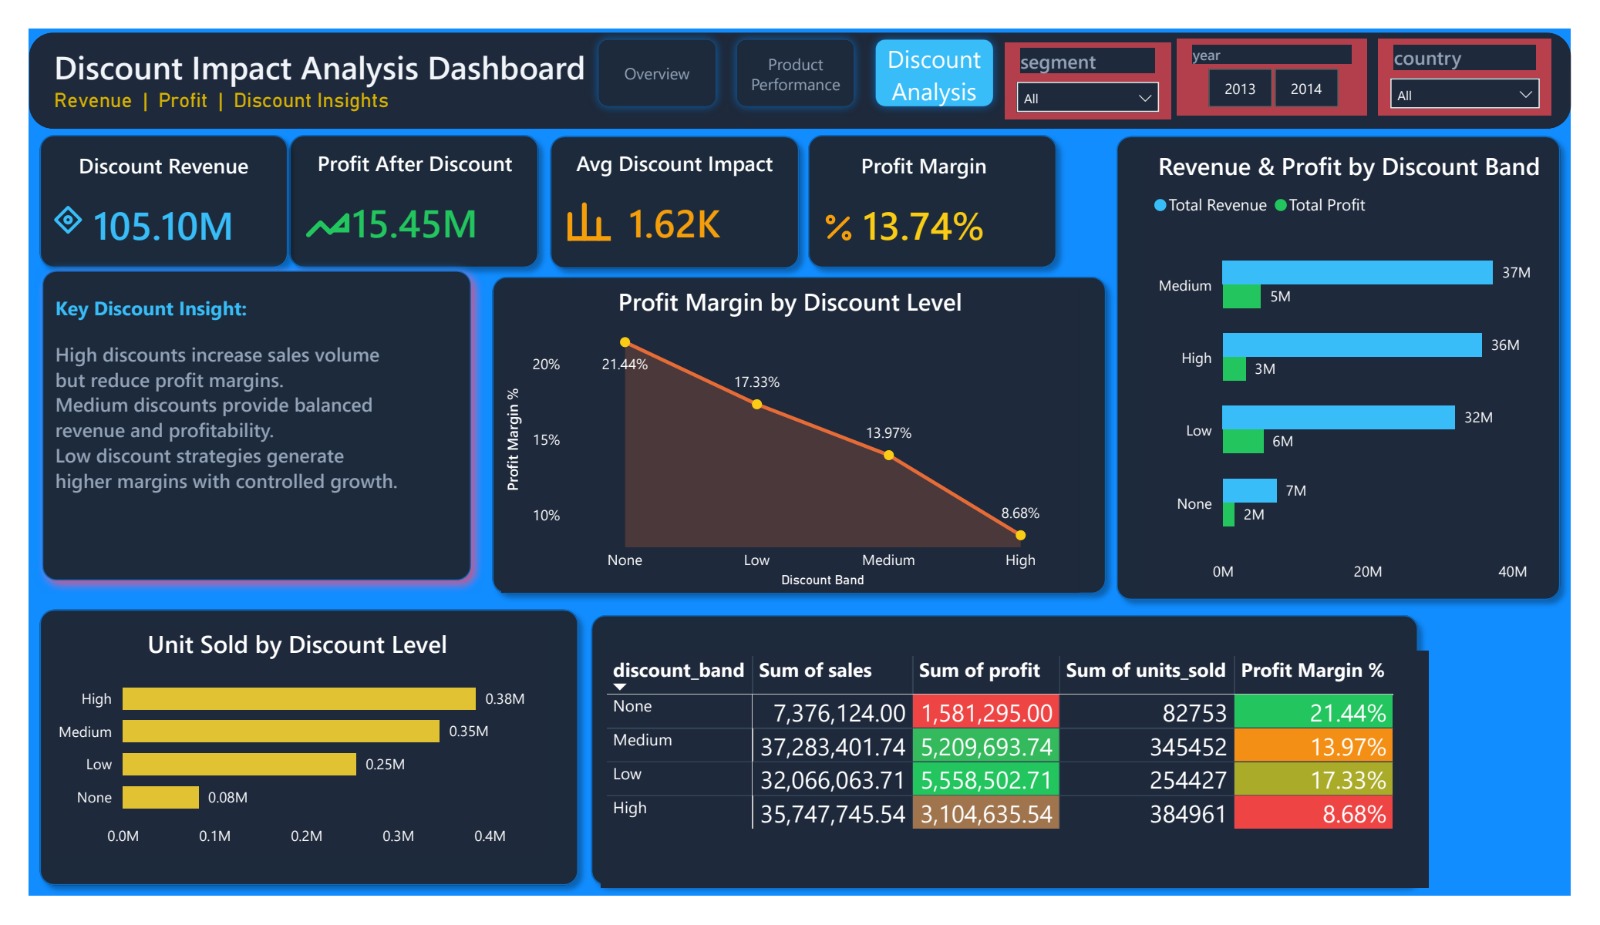 Discount Impact Analysis Dashboard
Revenue | Profit | Discount Insights
Overview
Product
Performance
Discount
Analysis
segment
All
year
2013
2014
country
All
Discount Revenue
105.10M
Profit After Discount
15.45M
Avg Discount Impact
1.62K
Profit Margin
% 13.74%
Key Discount Insight:
High discounts increase sales volume
but reduce profit margins.
Medium discounts provide balanced
revenue and profitability.
Low discount strategies generate
higher margins with controlled growth.
Profit Margin by Discount Level
Profit Margin %
20%
15%
10%
21.44%
17.33%
13.97%
8.68%
None
Low
Medium
High
Discount Band
Revenue & Profit by Discount Band
Total Revenue
Total Profit
Medium
37M
5M
High
36M
3M
Low
32M
6M
None
7M
2M
0M
20M
40M
Unit Sold by Discount Level
High
0.38M
Medium
0.35M
Low
0.25M
None
0.08M
0.0M
0.1M
0.2M
0.3M
0.4M
discount_band Sum of sales Sum of profit Sum of units_sold Profit Margin %
None 7,376,124.00 1,581,295.00 82753 21.44%
Medium 37,283,401.74 5,209,693.74 345452 13.97%
Low 32,066,063.71 5,558,502.71 254427 17.33%
High 35,747,745.54 3,104,635.54 384961 8.68%